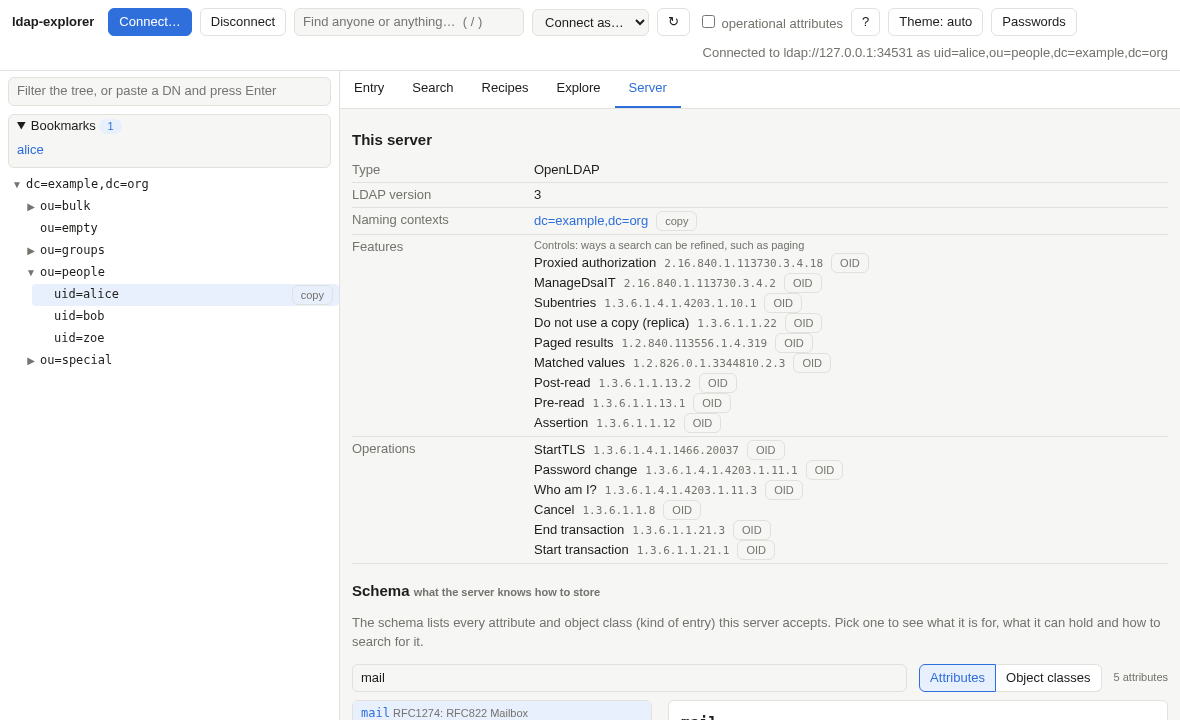 ldap-explorer Connect… Disconnect Find anyone or anything… ( / ) Connect as… ↻ operational attributes ? Theme: auto Passwords
Connected to ldap://127.0.0.1:34531 as uid=alice,ou=people,dc=example,dc=org
Filter the tree, or paste a DN and press Enter
Bookmarks 1
alice
dc=example,dc=org
ou=bulk
ou=empty
ou=groups
ou=people
uid=alice copy
uid=bob
uid=zoe
ou=special
Entry Search Recipes Explore Server
This server
Type OpenLDAP
LDAP version 3
Naming contexts dc=example,dc=org copy
Features Controls: ways a search can be refined, such as paging
Proxied authorization 2.16.840.1.113730.3.4.18 OID
ManageDsaIT 2.16.840.1.113730.3.4.2 OID
Subentries 1.3.6.1.4.1.4203.1.10.1 OID
Do not use a copy (replica) 1.3.6.1.1.22 OID
Paged results 1.2.840.113556.1.4.319 OID
Matched values 1.2.826.0.1.3344810.2.3 OID
Post-read 1.3.6.1.1.13.2 OID
Pre-read 1.3.6.1.1.13.1 OID
Assertion 1.3.6.1.1.12 OID
Operations StartTLS 1.3.6.1.4.1.1466.20037 OID
Password change 1.3.6.1.4.1.4203.1.11.1 OID
Who am I? 1.3.6.1.4.1.4203.1.11.3 OID
Cancel 1.3.6.1.1.8 OID
End transaction 1.3.6.1.1.21.3 OID
Start transaction 1.3.6.1.1.21.1 OID
Schema what the server knows how to store
The schema lists every attribute and object class (kind of entry) this server accepts. Pick one to see what it is for, what it can hold and how to
search for it.
mail Attributes Object classes 5 attributes
mail RFC1274: RFC822 Mailbox
mail